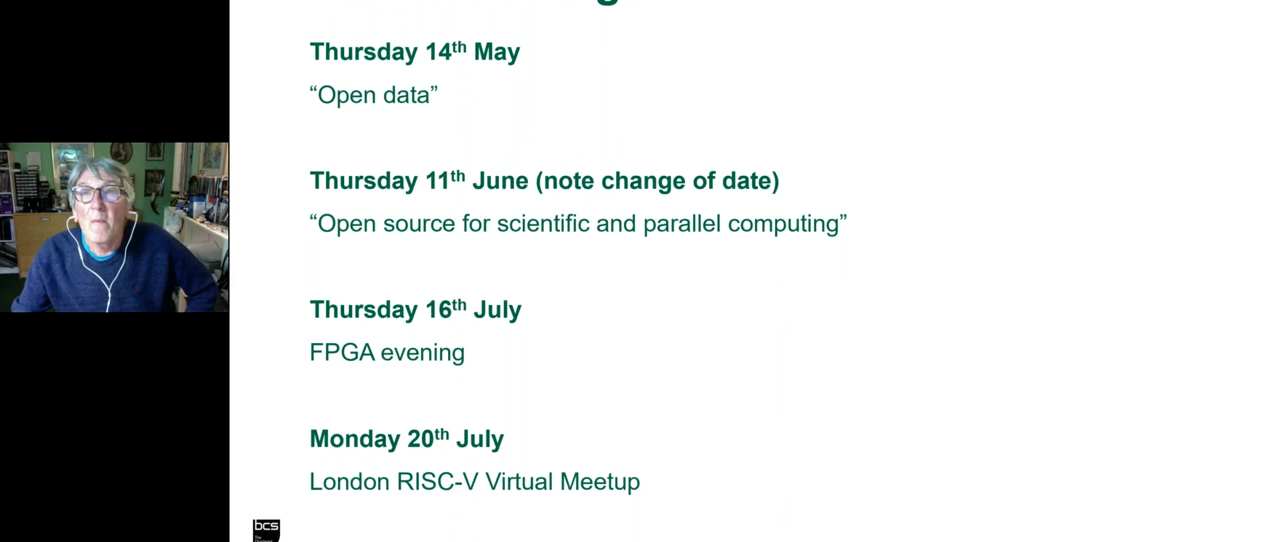 Thursday 14th May
“Open data”
Thursday 11th June (note change of date)
“Open source for scientific and parallel computing”
Thursday 16th July
FPGA evening
Monday 20th July
London RISC-V Virtual Meetup
bcs
The